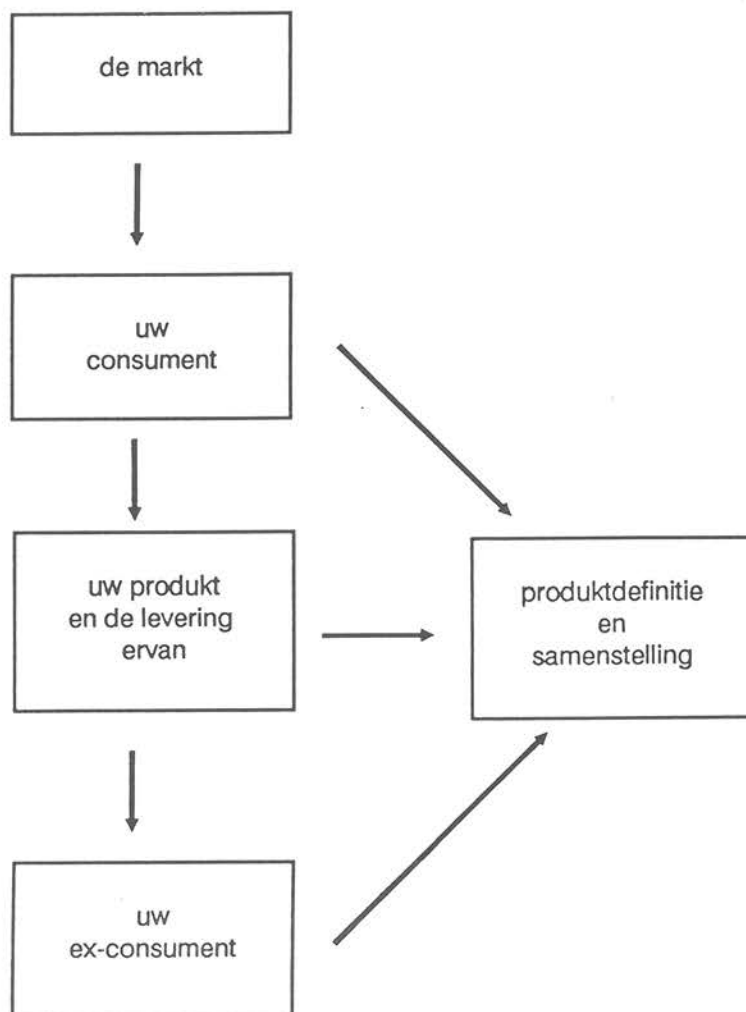 de markt
uw
consument
uw produkt
en de levering
ervan
produktdefinitie
en
samenstelling
uw
ex-consument